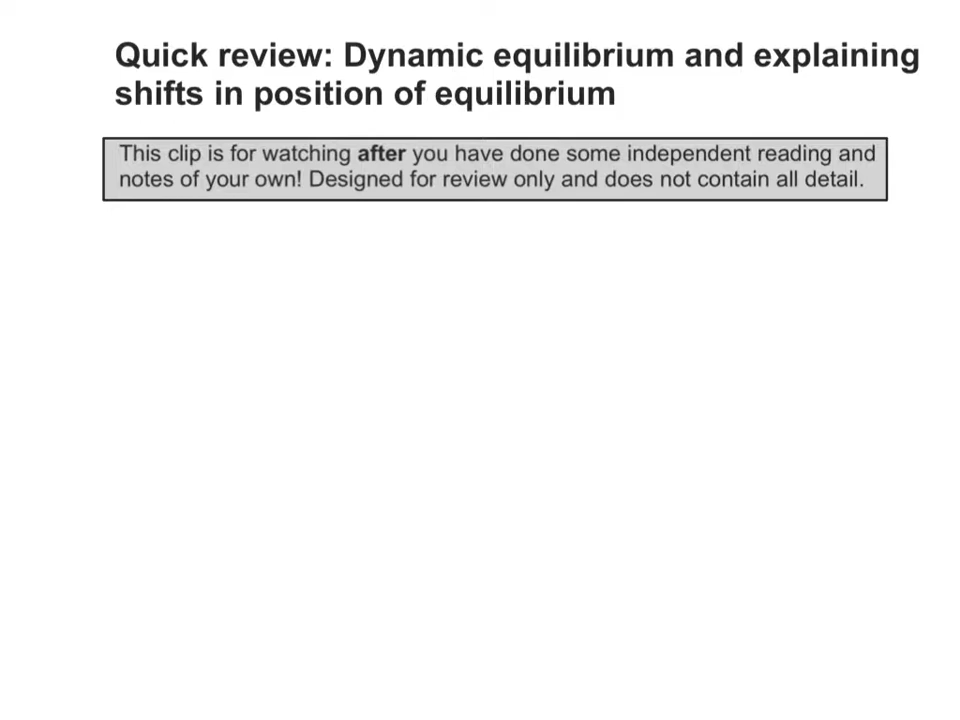 Quick review: Dynamic equilibrium and explaining
shifts in position of equilibrium
This clip is for watching after you have done some independent reading and
notes of your own! Designed for review only and does not contain all detail.